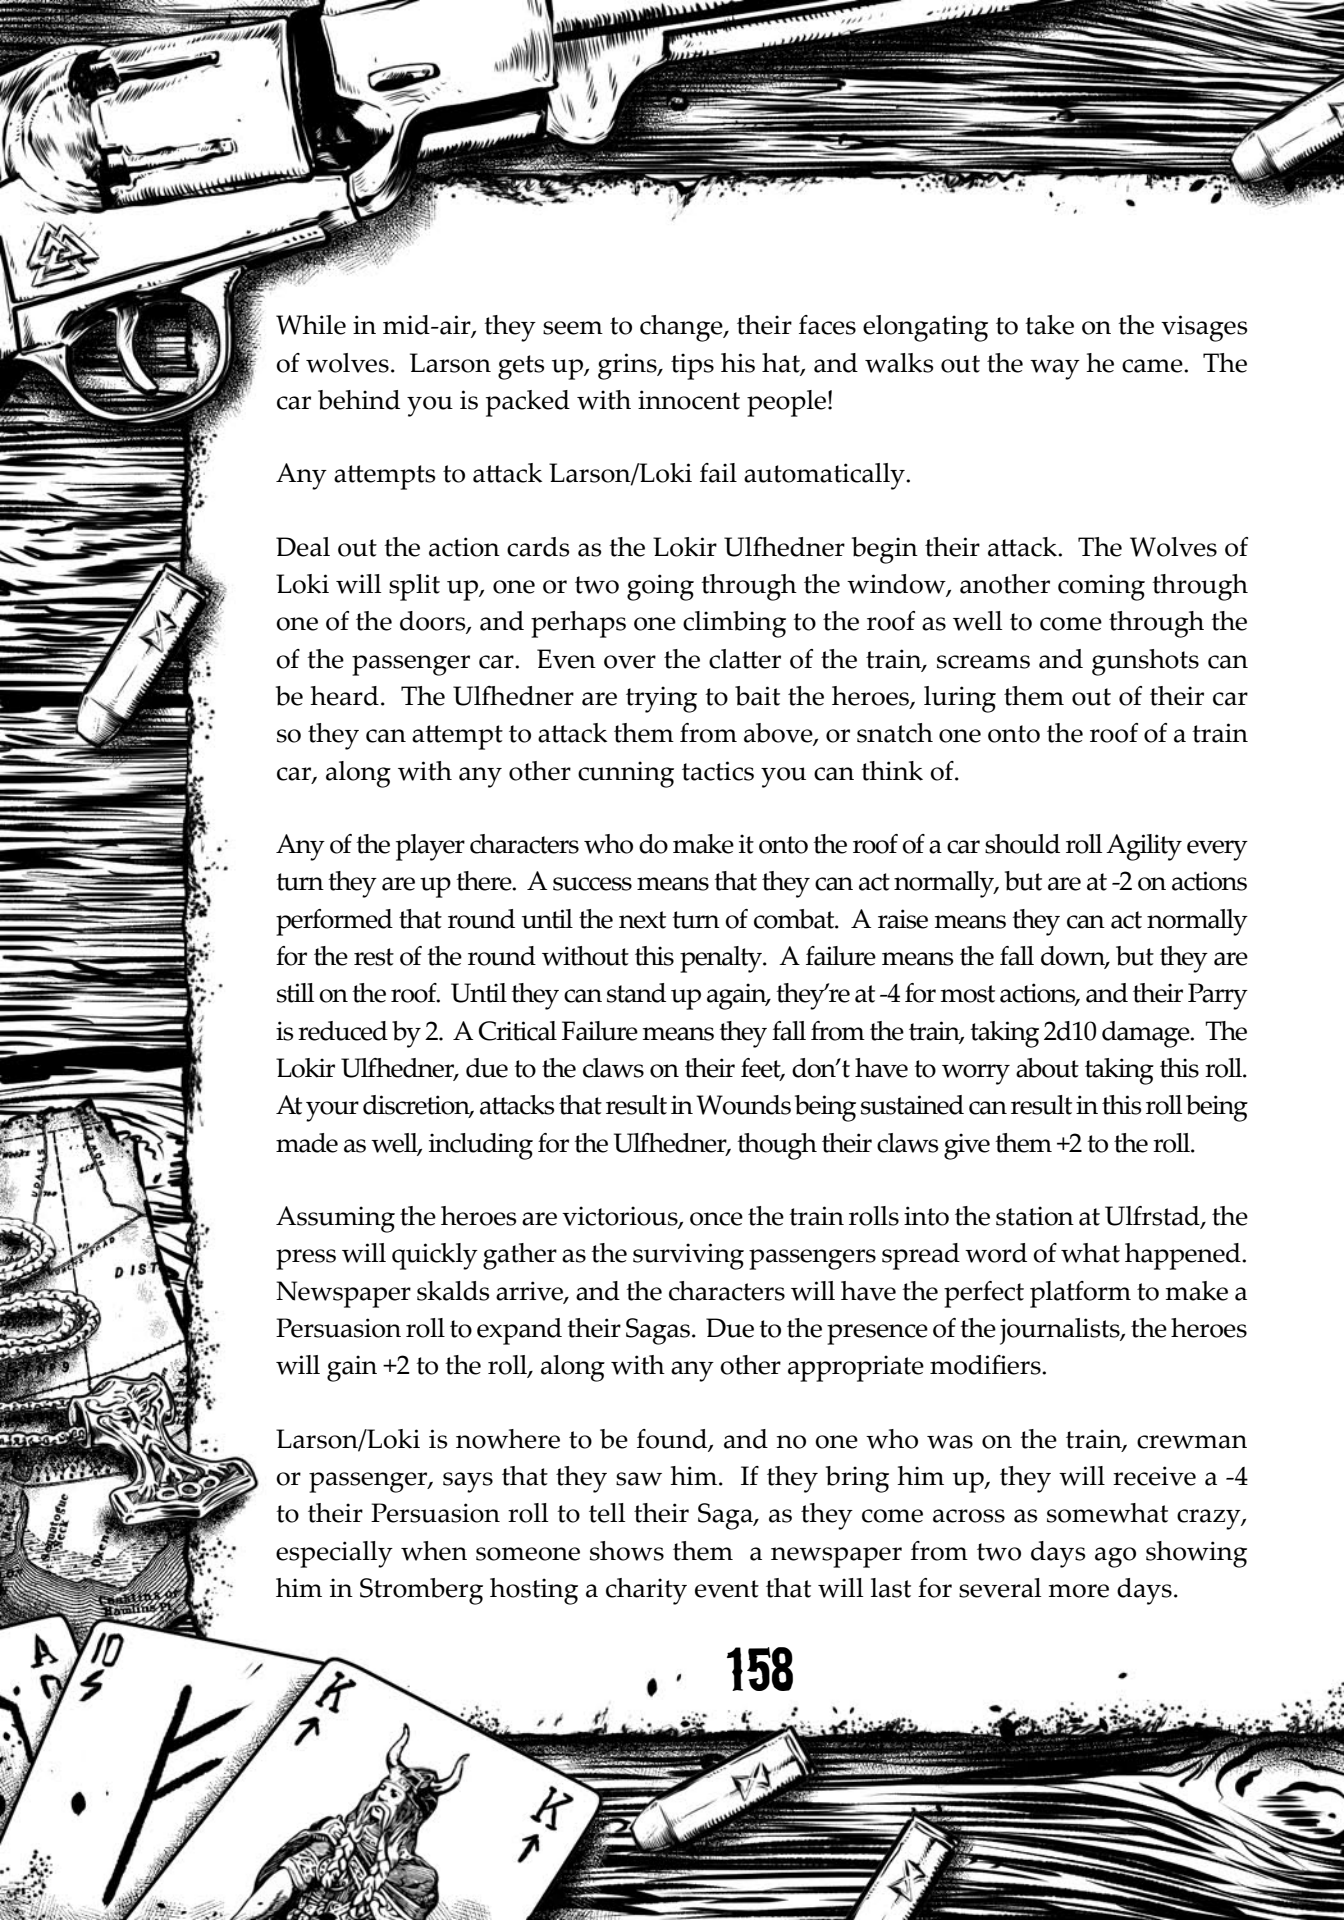 While in mid-air, they seem to change, their faces elongating to take on the visages
of wolves.  Larson gets up, grins, tips his hat, and walks out the way he came.  The
car behind you is packed with innocent people!
Any attempts to attack Larson/Loki fail automatically.
Deal out the action cards as the Lokir Ulfhedner begin their attack.  The Wolves of
Loki will split up, one or two going through the window, another coming through
one of the doors, and perhaps one climbing to the roof as well to come through the
of the passenger car.  Even over the clatter of the train, screams and gunshots can
be heard.  The Ulfhedner are trying to bait the heroes, luring them out of their car
so they can attempt to attack them from above, or snatch one onto the roof of a train
car, along with any other cunning tactics you can think of.
Any of the player characters who do make it onto the roof of a car should roll Agility every
turn they are up there.  A success means that they can act normally, but are at -2 on actions
performed that round until the next turn of combat.  A raise means they can act normally
for the rest of the round without this penalty.  A failure means the fall down, but they are
still on the roof.  Until they can stand up again, they’re at -4 for most actions, and their Parry
is reduced by 2.  A Critical Failure means they fall from the train, taking 2d10 damage.  The
Lokir Ulfhedner, due to the claws on their feet, don’t have to worry about taking this roll.
At your discretion, attacks that result in Wounds being sustained can result in this roll being
made as well, including for the Ulfhedner, though their claws give them +2 to the roll.
Assuming the heroes are victorious, once the train rolls into the station at Ulfrstad, the
press will quickly gather as the surviving passengers spread word of what happened.
Newspaper skalds arrive, and the characters will have the perfect platform to make a
Persuasion roll to expand their Sagas.  Due to the presence of the journalists, the heroes
will gain +2 to the roll, along with any other appropriate modifiers.
Larson/Loki is nowhere to be found, and no one who was on the train, crewman
or passenger, says that they saw him.  If they bring him up, they will receive a -4
to their Persuasion roll to tell their Saga, as they come across as somewhat crazy,
especially when someone shows them  a newspaper from two days ago showing
him in Stromberg hosting a charity event that will last for several more days.
158
DIST
A
10
K
K